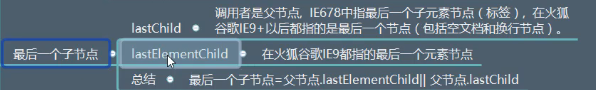 lastChild
调用者是父节点，IE678中指最后一个子元素节点（标签），在火狐
谷歌IE9+以后都指的是最后一个节点（包括空文档和换行节点）。
最后一个子节点
lastElementChild
在火狐谷歌IE9都指的最后一个元素节点
总结
最后一个子节点=父节点.lastElementChild|| 父节点.lastChild